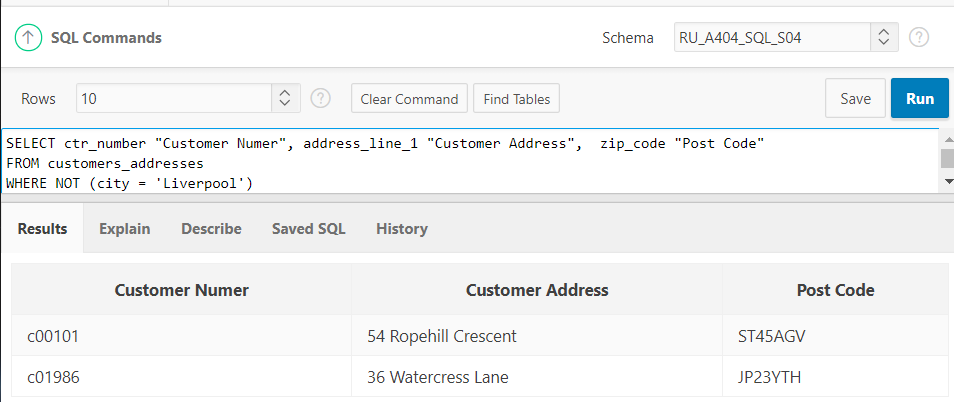 SQL Commands Schema RU_A404_SQL_S04 ?
Rows 10 ? Clear Command Find Tables Save Run
SELECT ctr_number "Customer Numer", address_line_1 "Customer Address",  zip_code "Post Code"
FROM customers_addresses
WHERE NOT (city = 'Liverpool')
Results Explain Describe Saved SQL History
Customer Numer Customer Address Post Code
c00101 54 Ropehill Crescent ST45AGV
c01986 36 Watercress Lane JP23YTH